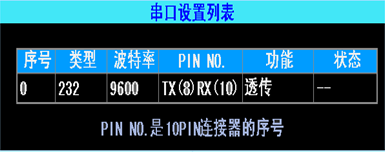 串口设置列表
序号 类型 波特率 PIN NO. 功能 状态
0 232 9600 TX(8)RX(10) 透传 --
PIN NO.是10PIN连接器的序号